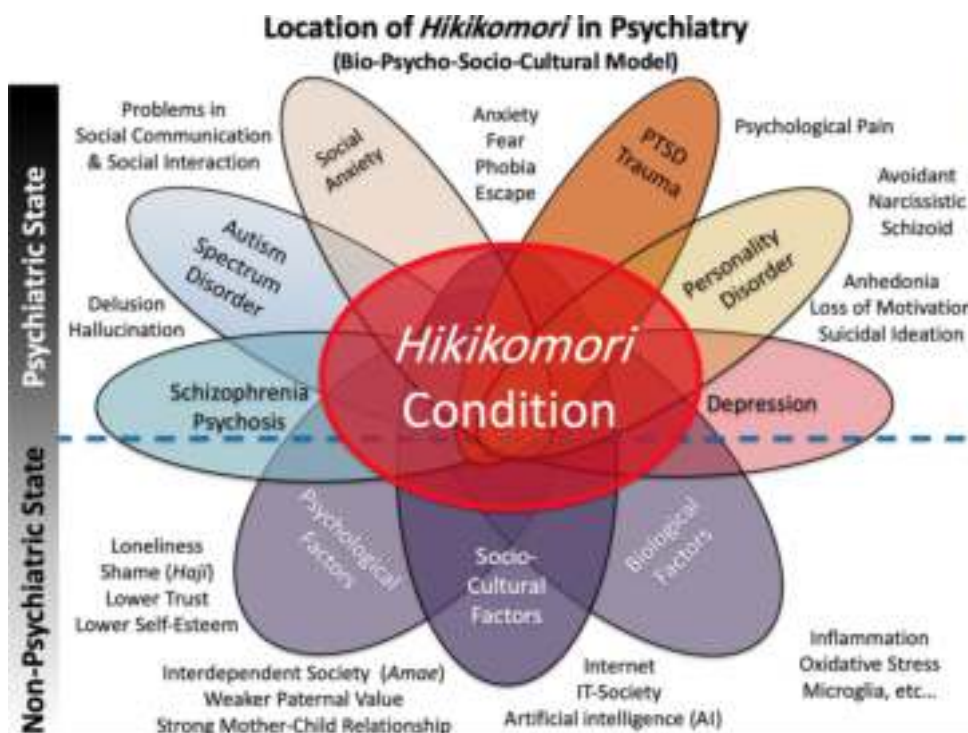 Location of Hikikomori in Psychiatry
(Bio-Psycho-Socio-Cultural Model)
Psychiatric State
Non-Psychiatric State
Problems in
Social Communication
& Social Interaction
Social
Anxiety
Anxiety
Fear
Phobia
Escape
PTSD
Trauma
Psychological Pain
Avoidant
Narcissistic
Schizoid
Autism
Spectrum
Disorder
Personality
Disorder
Delusion
Hallucination
Anhedonia
Loss of Motivation
Suicidal Ideation
Hikikomori
Condition
Schizophrenia
Psychosis
Depression
Psychological
Factors
Socio-
Cultural
Factors
Biological
Factors
Loneliness
Shame (Haji)
Lower Trust
Lower Self-Esteem
Interdependent Society (Amae)
Weaker Paternal Value
Strong Mother-Child Relationship
Internet
IT-Society
Artificial intelligence (AI)
Inflammation
Oxidative Stress
Microglia, etc...